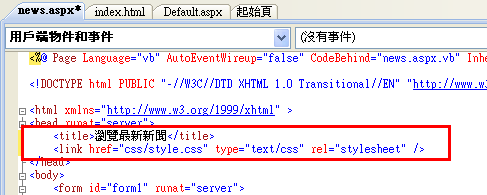 news.aspx* index.html Default.aspx 起始頁
用戶端物件和事件 (沒有事件)
<%@ Page Language="vb" AutoEventWireup="false" CodeBehind="news.aspx.vb" Inhe
<!DOCTYPE html PUBLIC "-//W3C//DTD XHTML 1.0 Transitional//EN" "http://www.w3
<html xmlns="http://www.w3.org/1999/xhtml" >
<head runat="server">
<title>瀏覽最新新聞</title>
<link href="css/style.css" type="text/css" rel="stylesheet" />
</head>
<body>
<form id="form1" runat="server">